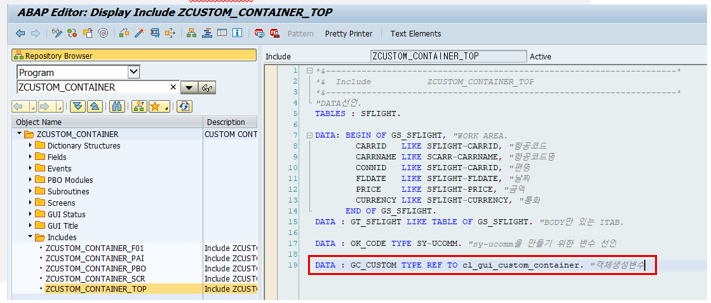 ABAP Editor: Display Include ZCUSTOM_CONTAINER_TOP
Pattern Pretty Printer Text Elements
Repository Browser
Program
ZCUSTOM_CONTAINER
Object Name Description
ZCUSTOM_CONTAINER CUSTOM CONT
Dictionary Structures
Fields
Events
PBO Modules
Subroutines
Screens
GUI Status
GUI Title
Includes
ZCUSTOM_CONTAINER_F01 Include ZCUST
ZCUSTOM_CONTAINER_PAI Include ZCUST
ZCUSTOM_CONTAINER_PBO Include ZCUST
ZCUSTOM_CONTAINER_SCR Include ZCUST
ZCUSTOM_CONTAINER_TOP Include ZCUST
Include ZCUSTOM_CONTAINER_TOP Active
1 *&---------------------------------------------------------------------*
2 *& Include ZCUSTOM_CONTAINER_TOP
3 *&---------------------------------------------------------------------*
4 "DATA선언.
5 TABLES : SFLIGHT.
6
7 DATA: BEGIN OF GS_SFLIGHT, "WORK AREA.
8 CARRID LIKE SFLIGHT-CARRID, "항공코드
9 CARRNAME LIKE SCARR-CARRNAME, "항공코드명
10 CONNID LIKE SFLIGHT-CARRID, "편명
11 FLDATE LIKE SFLIGHT-FLDATE, "날짜
12 PRICE LIKE SFLIGHT-PRICE, "금액
13 CURRENCY LIKE SFLIGHT-CURRENCY, "통화
14 END OF GS_SFLIGHT.
15 DATA : GT_SFLIGHT LIKE TABLE OF GS_SFLIGHT. "BODY만 있는 ITAB.
16
17 DATA : OK_CODE TYPE SY-UCOMM. "sy-ucomm을 만들기 위한 변수 선언
18
19 DATA : GC_CUSTOM TYPE REF TO cl_gui_custom_container. "객체생성변수